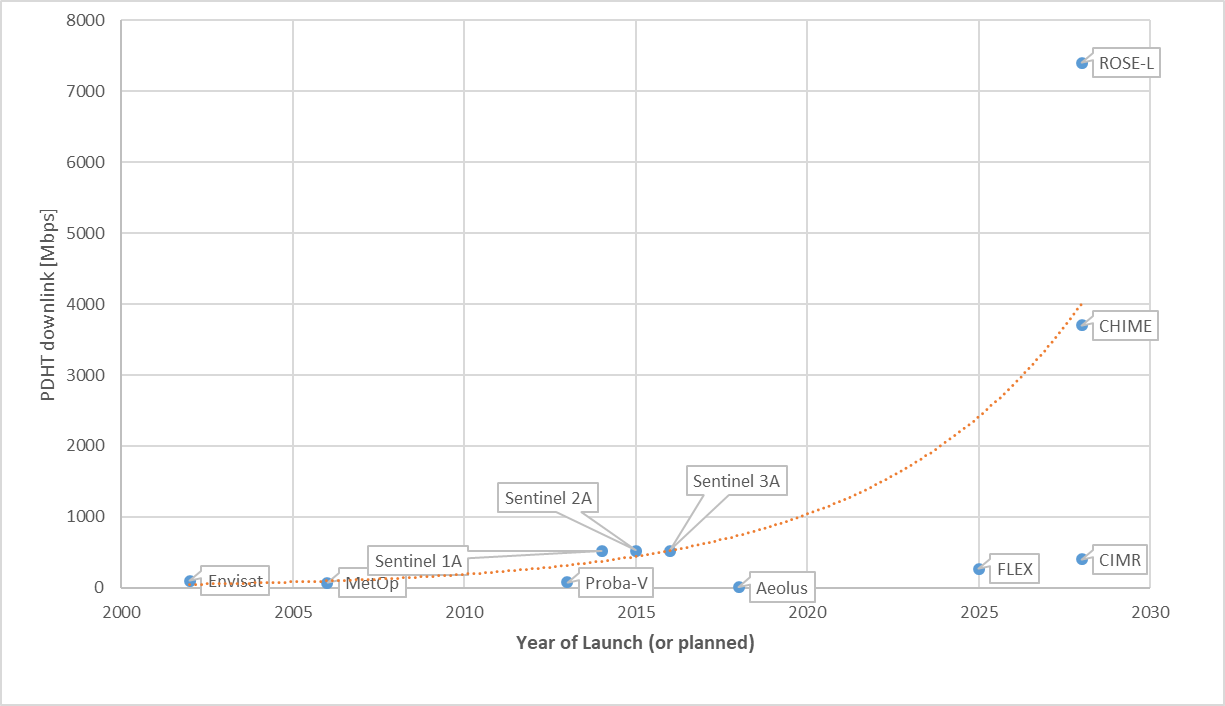 8000
7000
6000
5000
4000
3000
2000
1000
0
PDHT downlink [Mbps]
ROSE-L
CHIME
Sentinel 3A
Sentinel 2A
Sentinel 1A
Envisat
MetOp
Proba-V
Aeolus
FLEX
CIMR
2000 2005 2010 2015 2020 2025 2030
Year of Launch (or planned)